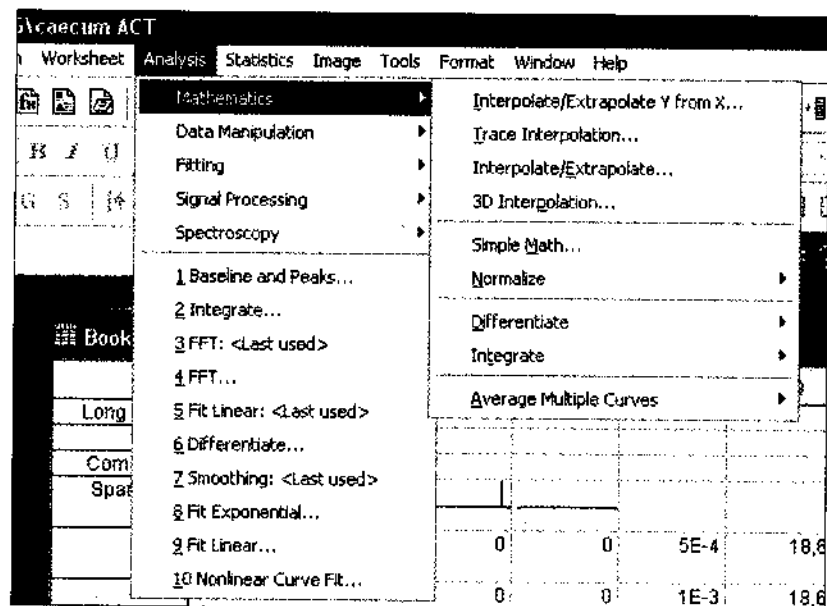 caecum ACT
Worksheet Analysis Statistics Image Tools Format Window Help
Mathematics
Data Manipulation
Fitting
Signal Processing
Spectroscopy
1 Baseline and Peaks...
2 Integrate...
3 FFT: <Last used>
4 FFT...
5 Fit Linear: <Last used>
6 Differentiate...
7 Smoothing: <Last used>
8 Fit Exponential...
9 Fit Linear...
10 Nonlinear Curve Fit...
Interpolate/Extrapolate Y from X...
Trace Interpolation...
Interpolate/Extrapolate...
3D Interpolation...
Simple Math...
Normalize
Differentiate
Integrate
Average Multiple Curves
B I U
G S
Book
Long
Com
Spar
0 0 5E-4 18,6
0 0 1E-3 18,6